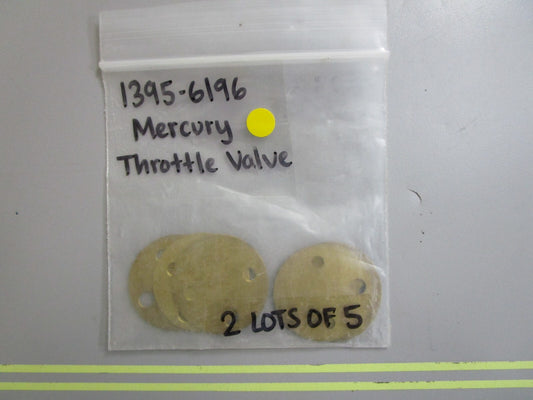 1395-6196
Mercury
Throttle Valve
2 LOTS OF 5